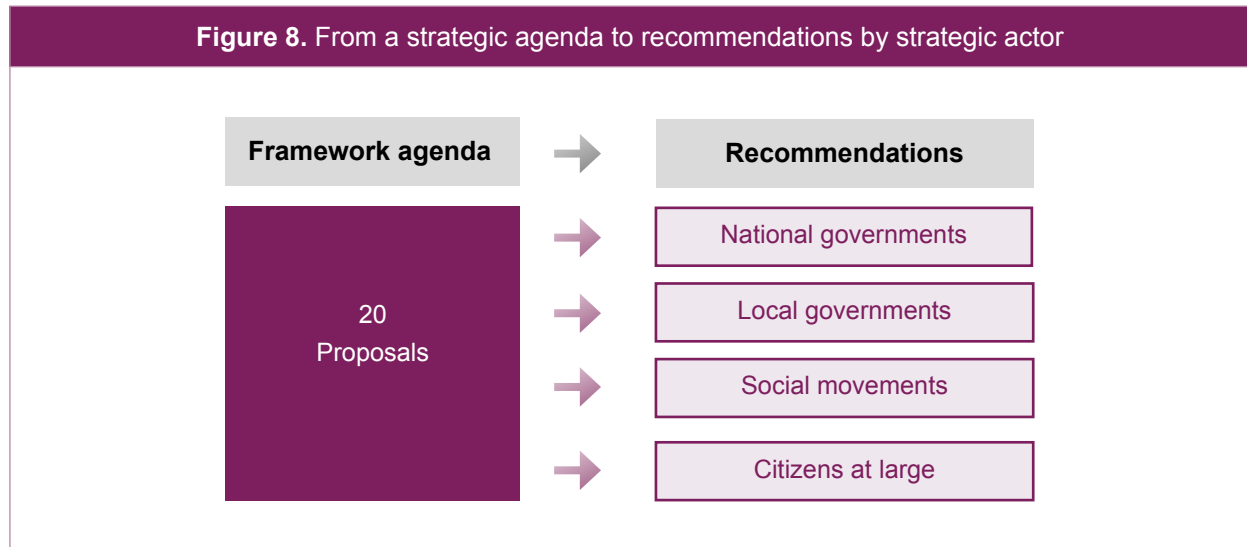 Figure 8. From a strategic agenda to recommendations by strategic actor
Framework agenda
Recommendations
20
Proposals
National governments
Local governments
Social movements
Citizens at large